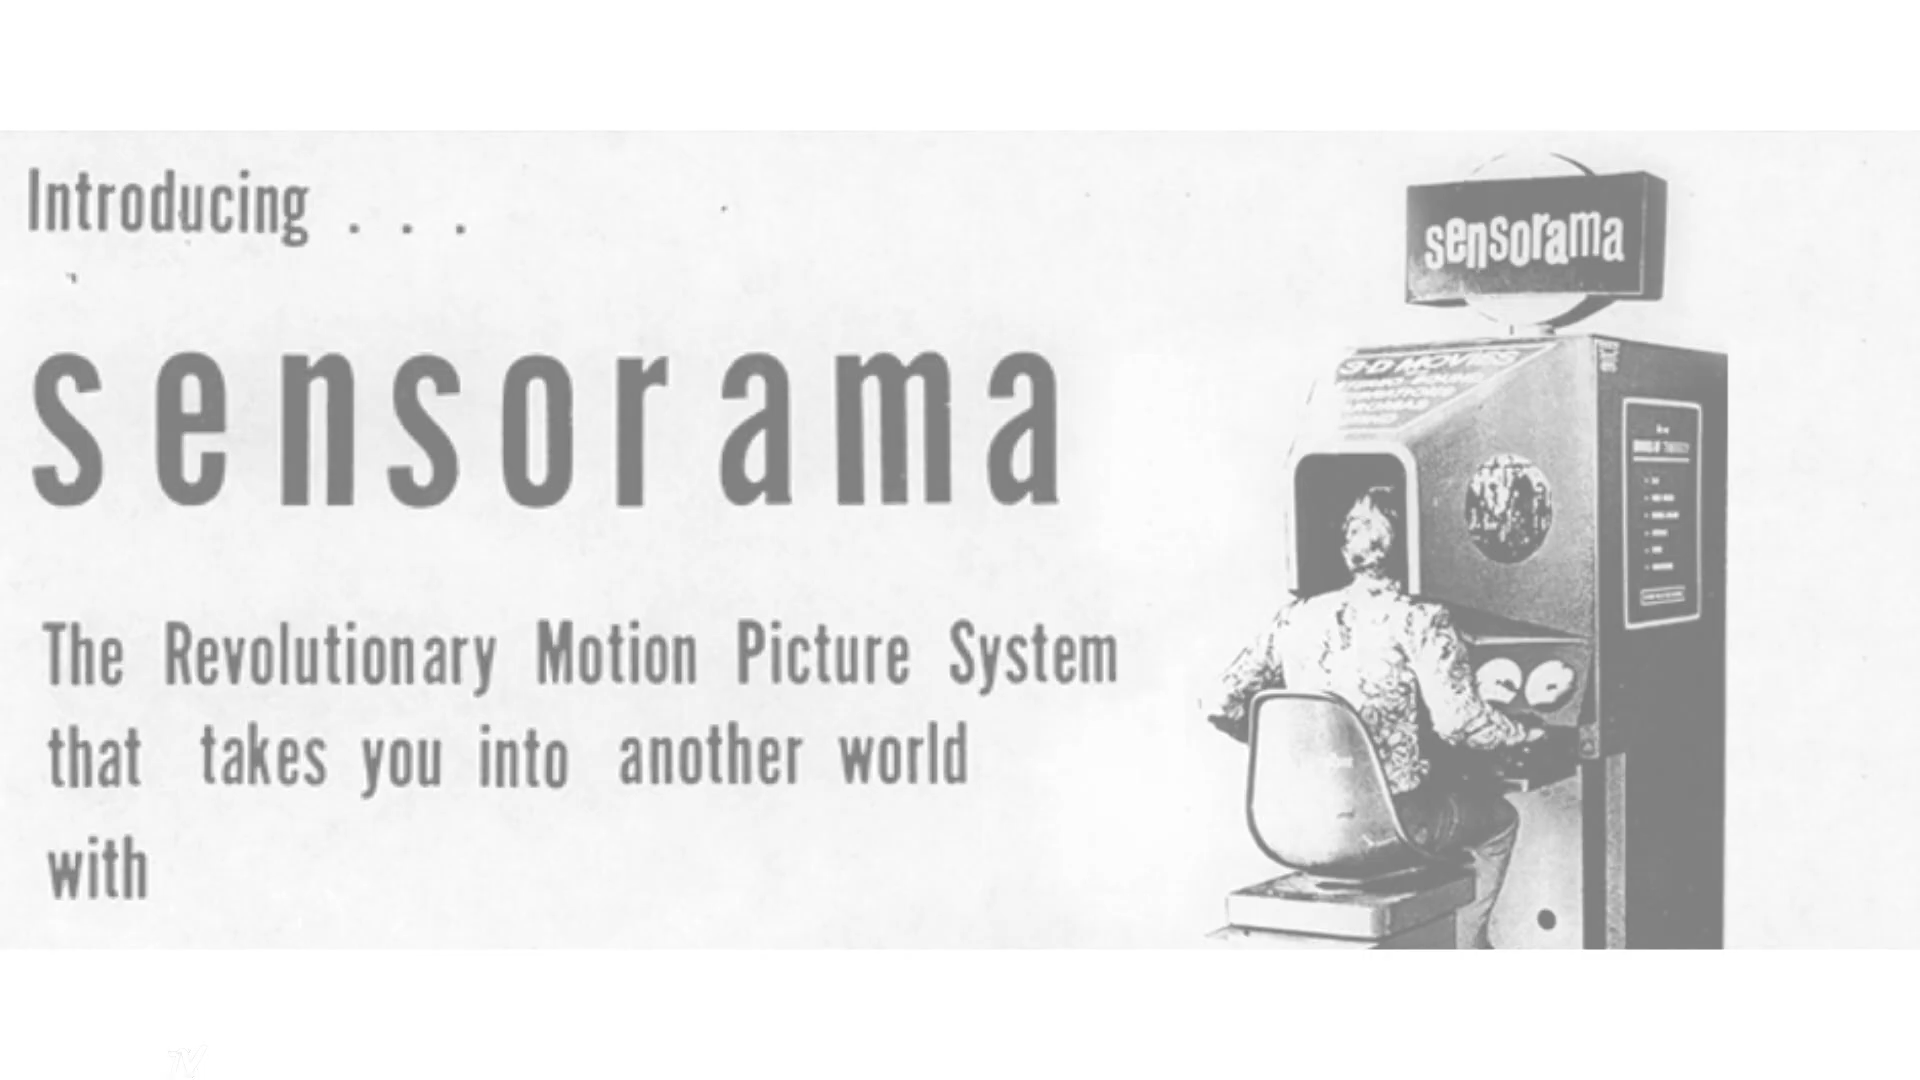 Introducing . . .
sensorama
The Revolutionary Motion Picture System
that takes you into another world
with
sensorama
3-D MOVIES